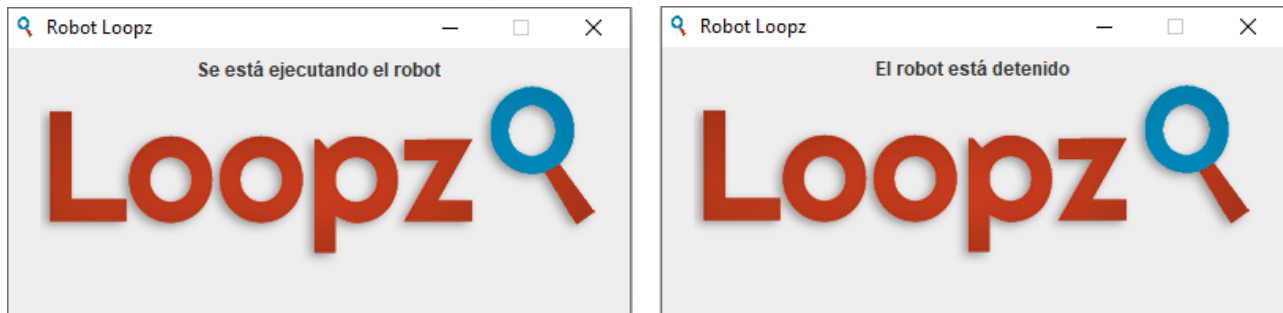 Robot Loopz
Se está ejecutando el robot
Loopz
Robot Loopz
El robot está detenido
Loopz